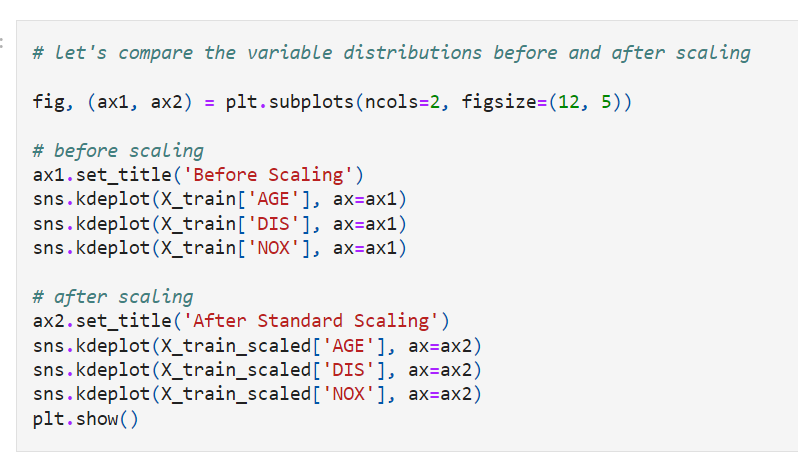 # let's compare the variable distributions before and after scaling
fig, (ax1, ax2) = plt.subplots(ncols=2, figsize=(12, 5))
# before scaling
ax1.set_title('Before Scaling')
sns.kdeplot(X_train['AGE'], ax=ax1)
sns.kdeplot(X_train['DIS'], ax=ax1)
sns.kdeplot(X_train['NOX'], ax=ax1)
# after scaling
ax2.set_title('After Standard Scaling')
sns.kdeplot(X_train_scaled['AGE'], ax=ax2)
sns.kdeplot(X_train_scaled['DIS'], ax=ax2)
sns.kdeplot(X_train_scaled['NOX'], ax=ax2)
plt.show()